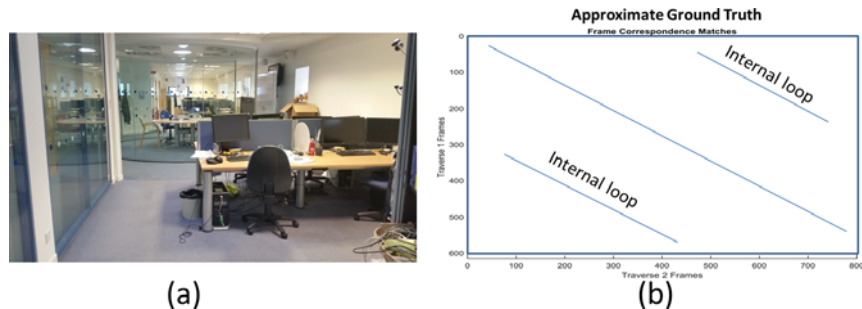 Approximate Ground Truth
Frame Correspondence Matches
0
100
200
300
400
500
600
Traverse 1 Frames
Internal loop
Internal loop
100 200 300 400 500 600 700 800
Traverse 2 Frames
(a)
(b)